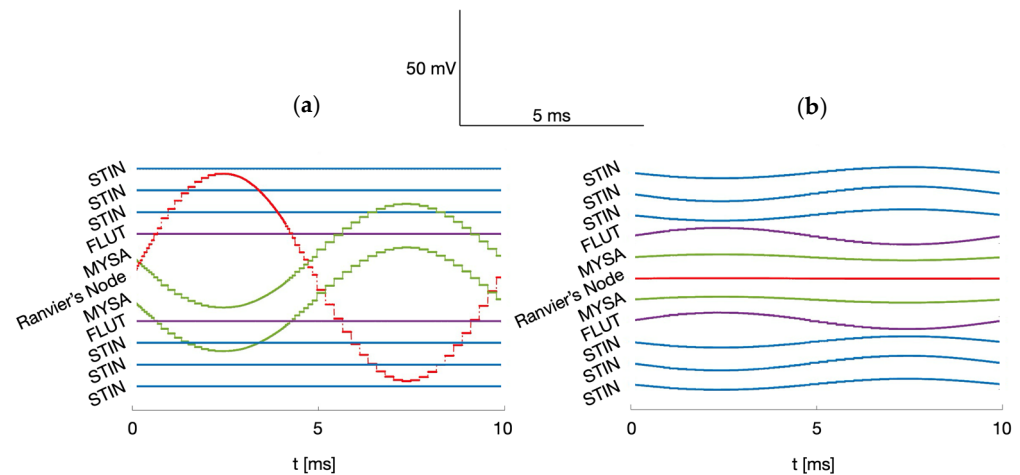 50 mV
5 ms
(a)
(b)
STIN
STIN
STIN
FLUT
MYSA
Ranvier's Node
MYSA
FLUT
STIN
STIN
STIN
0
5
10
t [ms]
STIN
STIN
STIN
FLUT
MYSA
Ranvier's Node
MYSA
FLUT
STIN
STIN
STIN
0
5
10
t [ms]